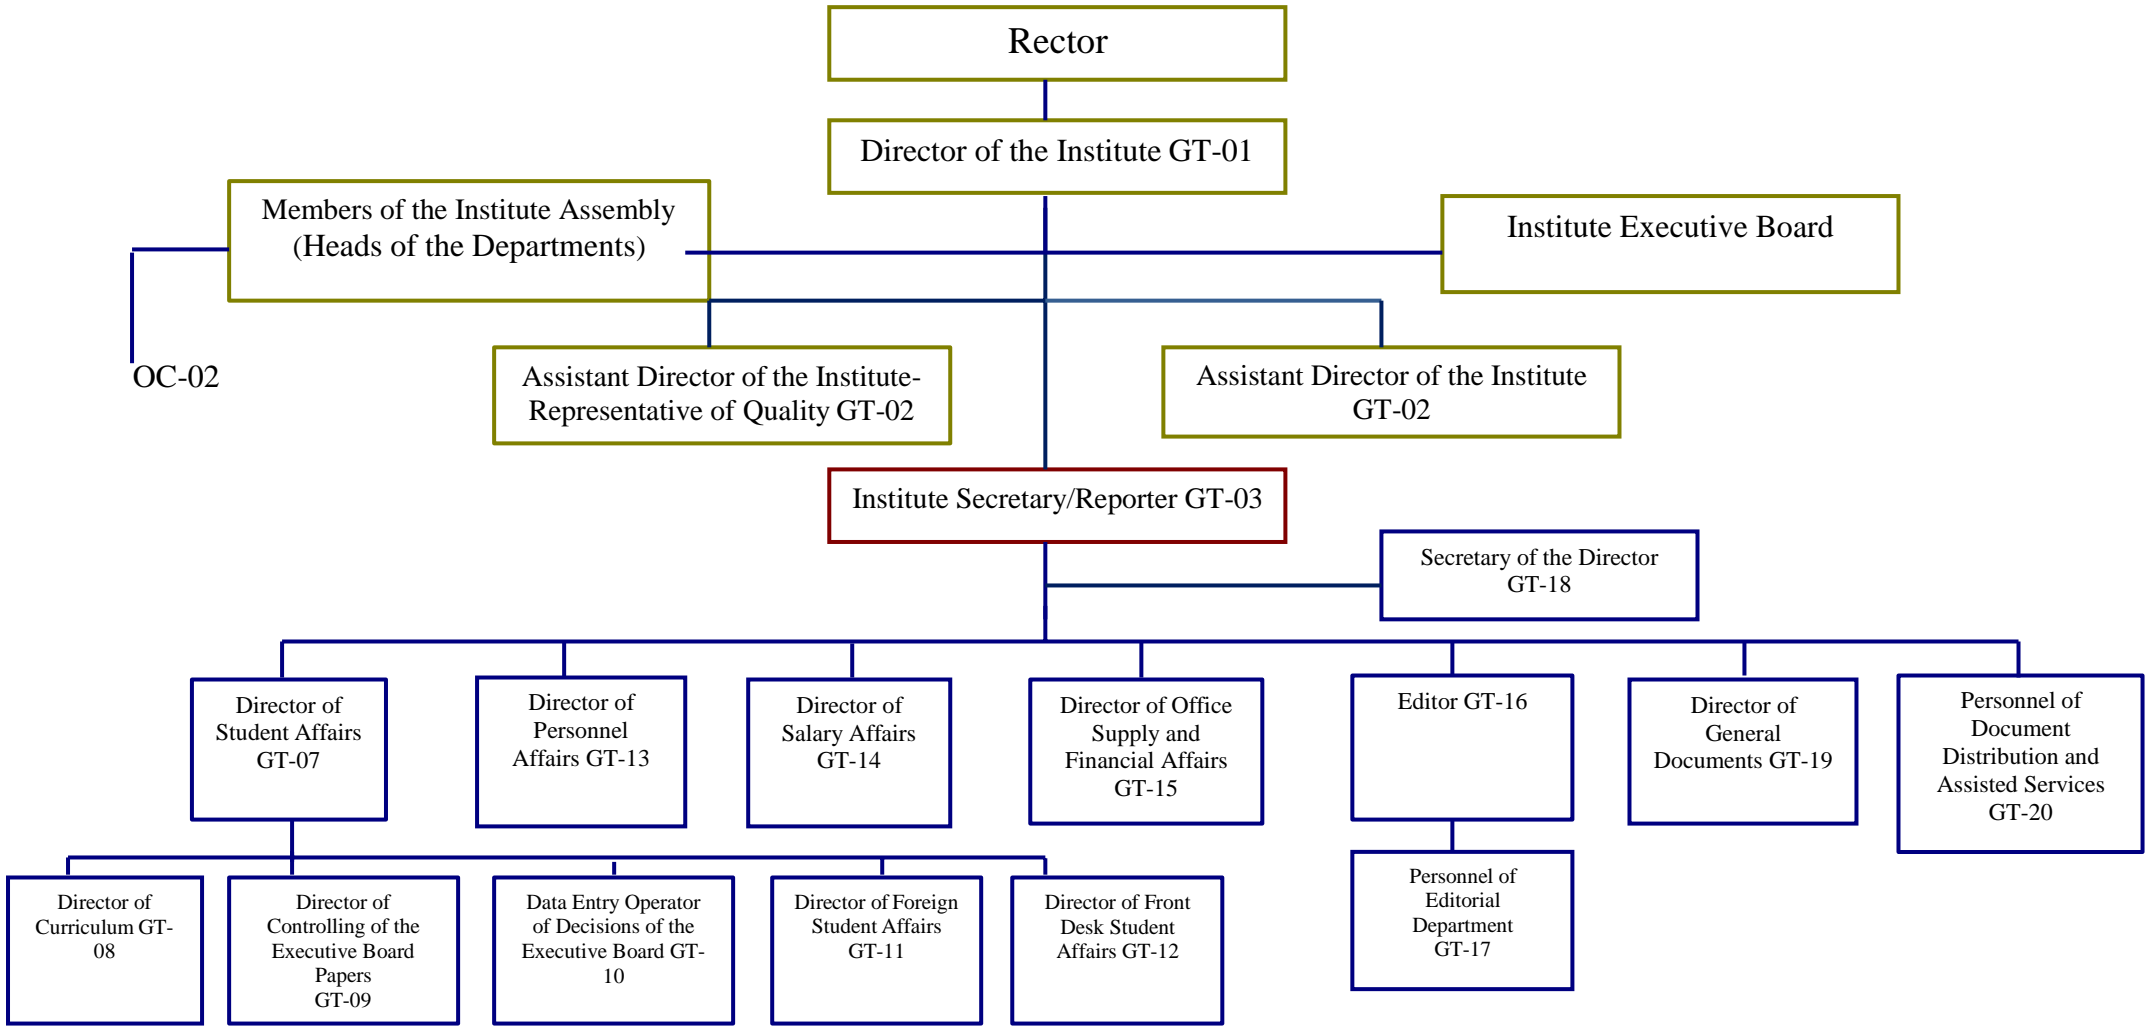 Rector
Director of the Institute GT-01
Members of the Institute Assembly
(Heads of the Departments)
Institute Executive Board
OC-02
Assistant Director of the Institute-
Representative of Quality GT-02
Assistant Director of the Institute
GT-02
Institute Secretary/Reporter GT-03
Secretary of the Director
GT-18
Director of
Student Affairs
GT-07
Director of
Personnel
Affairs GT-13
Director of
Salary Affairs
GT-14
Director of Office
Supply and
Financial Affairs
GT-15
Editor GT-16
Director of
General
Documents GT-19
Personnel of
Document
Distribution and
Assisted Services
GT-20
Director of
Curriculum GT-
08
Director of
Controlling of the
Executive Board
Papers
GT-09
Data Entry Operator
of Decisions of the
Executive Board GT-
10
Director of Foreign
Student Affairs
GT-11
Director of Front
Desk Student
Affairs GT-12
Personnel of
Editorial
Department
GT-17